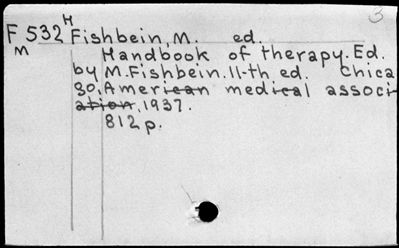 3
H
F 532 Fishbein, M. ed.
M Handbook of therapy. Ed.
by M. Fishbein. 11-th ed. Chica
go, American medical associ
ation, 1937.
812 p.